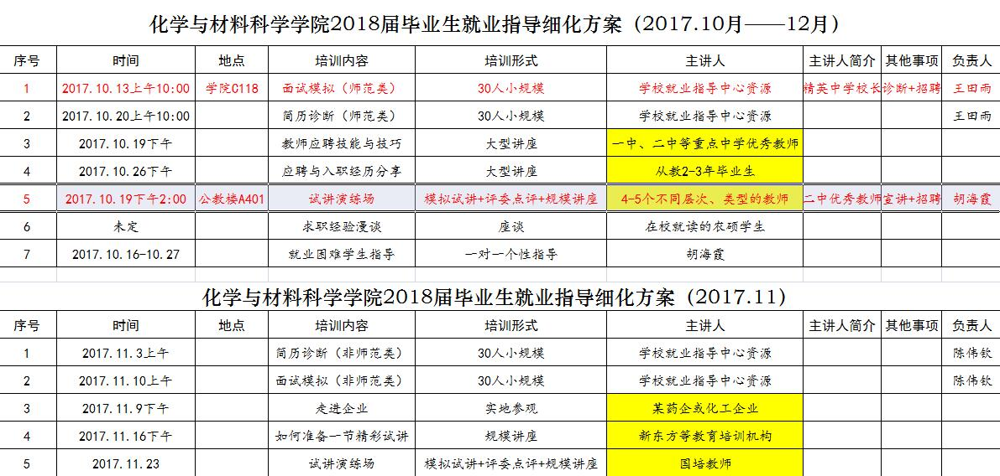 化学与材料科学学院2018届毕业生就业指导细化方案（2017.10月——12月）
序号 时间 地点 培训内容 培训形式 主讲人 主讲人简介 其他事项 负责人
1 2017.10.13上午10:00 学院C118 面试模拟（师范类） 30人小规模 学校就业指导中心资源 精英中学校长 诊断+招聘 王田雨
2 2017.10.20上午10:00 简历诊断（师范类） 30人小规模 学校就业指导中心资源 王田雨
3 2017.10.19下午 教师应聘技能与技巧 大型讲座 一中、二中等重点中学优秀教师
4 2017.10.26下午 应聘与入职经历分享 大型讲座 从教2-3年毕业生
5 2017.10.19下午2:00 公教楼A401 试讲演练场 模拟试讲+评委点评+规模讲座 4-5个不同层次、类型的教师 二中优秀教师 宣讲+招聘 胡海霞
6 未定 求职经验漫谈 座谈 在校就读的农硕学生
7 2017.10.16-10.27 就业困难学生指导 一对一个性指导 胡海霞
化学与材料科学学院2018届毕业生就业指导细化方案（2017.11）
序号 时间 地点 培训内容 培训形式 主讲人 主讲人简介 其他事项 负责人
1 2017.11.3上午 简历诊断（非师范类） 30人小规模 学校就业指导中心资源 陈伟钦
2 2017.11.10上午 面试模拟（非师范类） 30人小规模 学校就业指导中心资源 陈伟钦
3 2017.11.9下午 走进企业 实地参观 某药企或化工企业
4 2017.11.16下午 如何准备一节精彩试讲 规模讲座 新东方等教育培训机构
5 2017.11.23 试讲演练场 模拟试讲+评委点评+规模讲座 国培教师